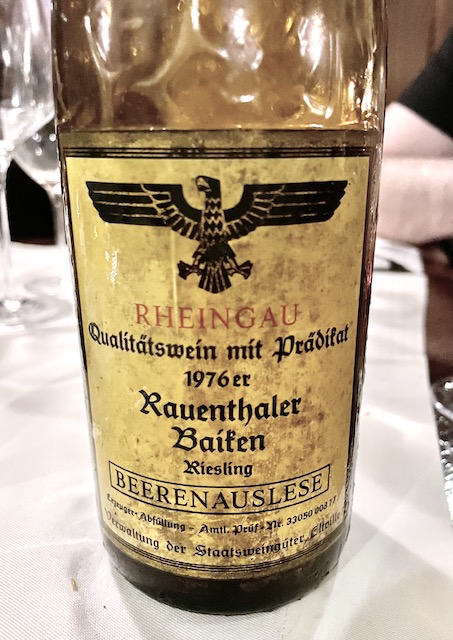 RHEINGAU
Qualitätswein mit Prädikat
1976er
Rauenthaler
Baiken
Riesling
BEERENAUSLESE
Erzeuger-Abfüllung - Amtl. Prüf-Nr. 33050 008 77
Verwaltung der Staatsweingüter, Eltville